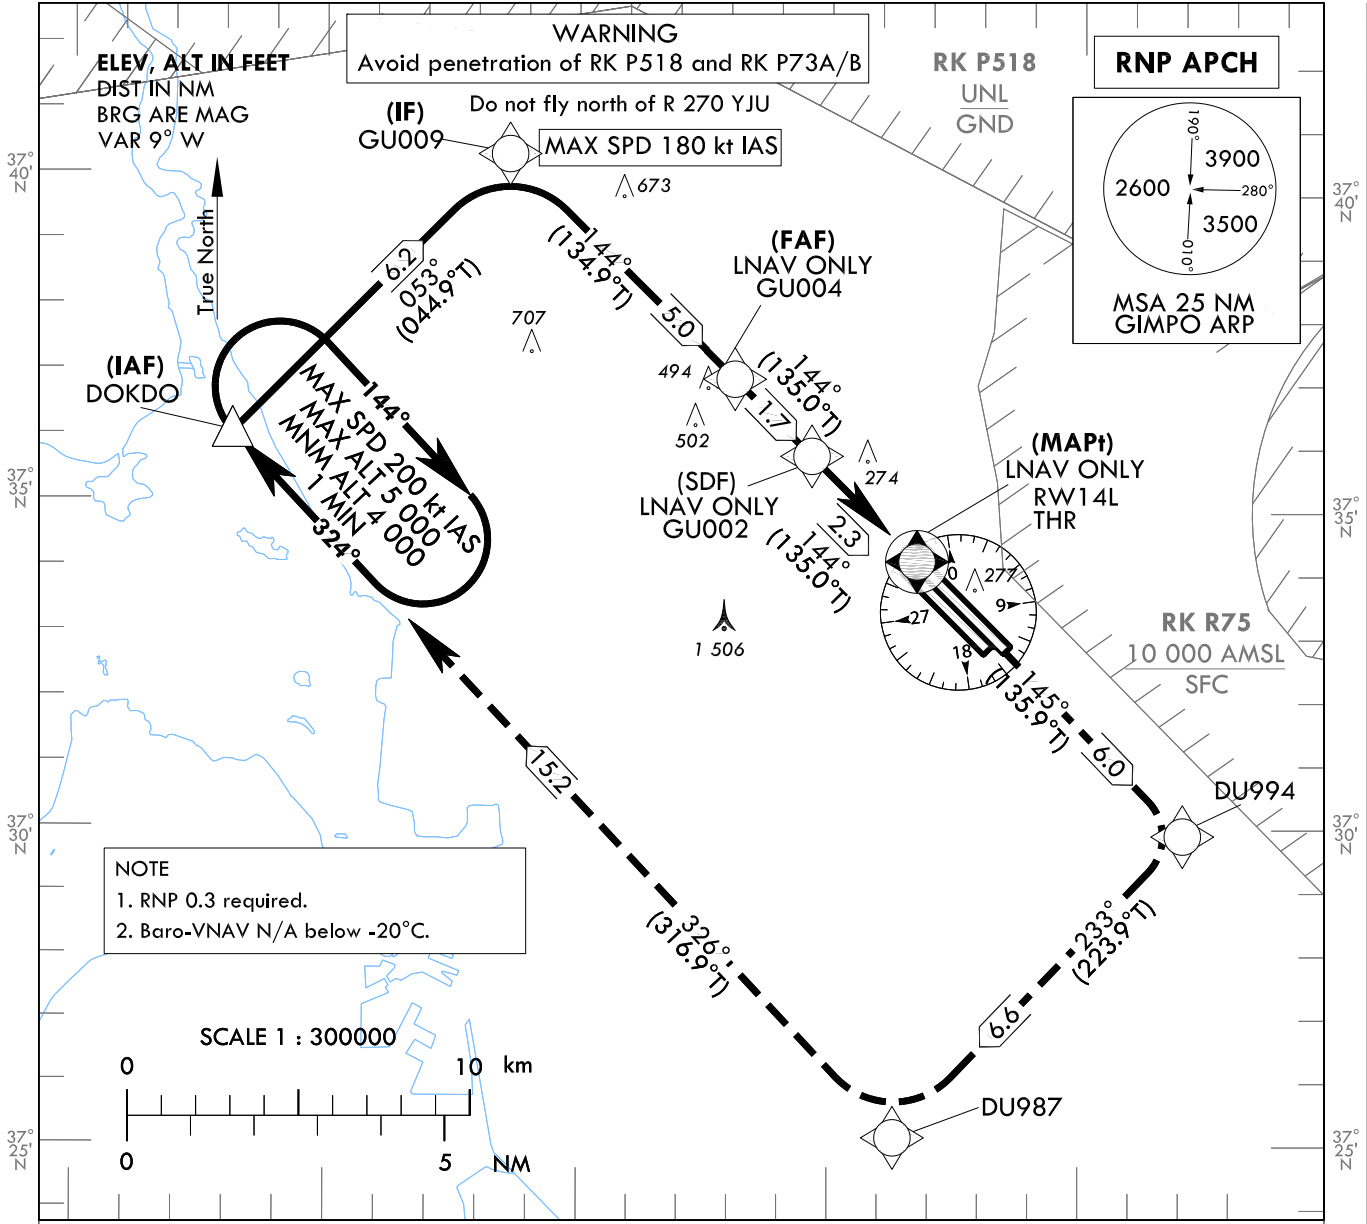 WARNING
Avoid penetration of RK P518 and RK P73A/B
ELEV, ALT IN FEET
DIST IN NM
BRG ARE MAG
VAR 9° W
True North
Do not fly north of R 270 YJU
(IF)
GU009
MAX SPD 180 kt IAS
RK P518
UNL
GND
RNP APCH
190°
3900
2600
280°
3500
010°
MSA 25 NM
GIMPO ARP
37°
40'
N
37°
40'
N
673
6.2
053°
(044.9°T)
144°
(134.9°T)
5.0
(FAF)
LNAV ONLY
GU004
707
494
502
144°
(135.0°T)
1.7
274
(IAF)
DOKDO
144°
MAX SPD 200 kt IAS
MAX ALT 5 000
MNM ALT 4 000
1 MIN
324°
37°
35'
N
37°
35'
N
(SDF)
LNAV ONLY
GU002
2.3
144°
(135.0°T)
(MAPt)
LNAV ONLY
RW14L
THR
0
277
9
27
18
1 506
RK R75
10 000 AMSL
SFC
145°
(135.9°T)
6.0
DU994
15.2
37°
30'
N
37°
30'
N
NOTE
1. RNP 0.3 required.
2. Baro-VNAV N/A below -20°C.
326°
(316.9°T)
233°
(223.9°T)
6.6
DU987
SCALE 1 : 300000
0 10 km
0 5 NM
37°
25'
N
37°
25'
N